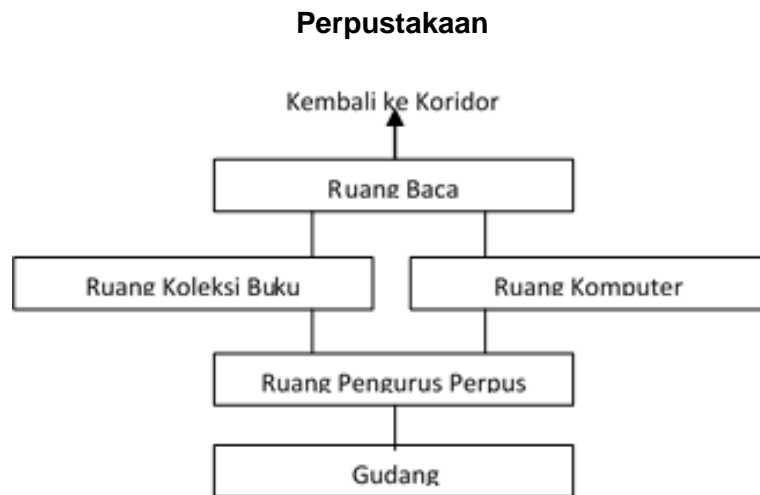 Perpustakaan
Kembali ke Koridor
Ruang Baca
Ruang Koleksi Buku
Ruang Komputer
Ruang Pengurus Perpus
Gudang